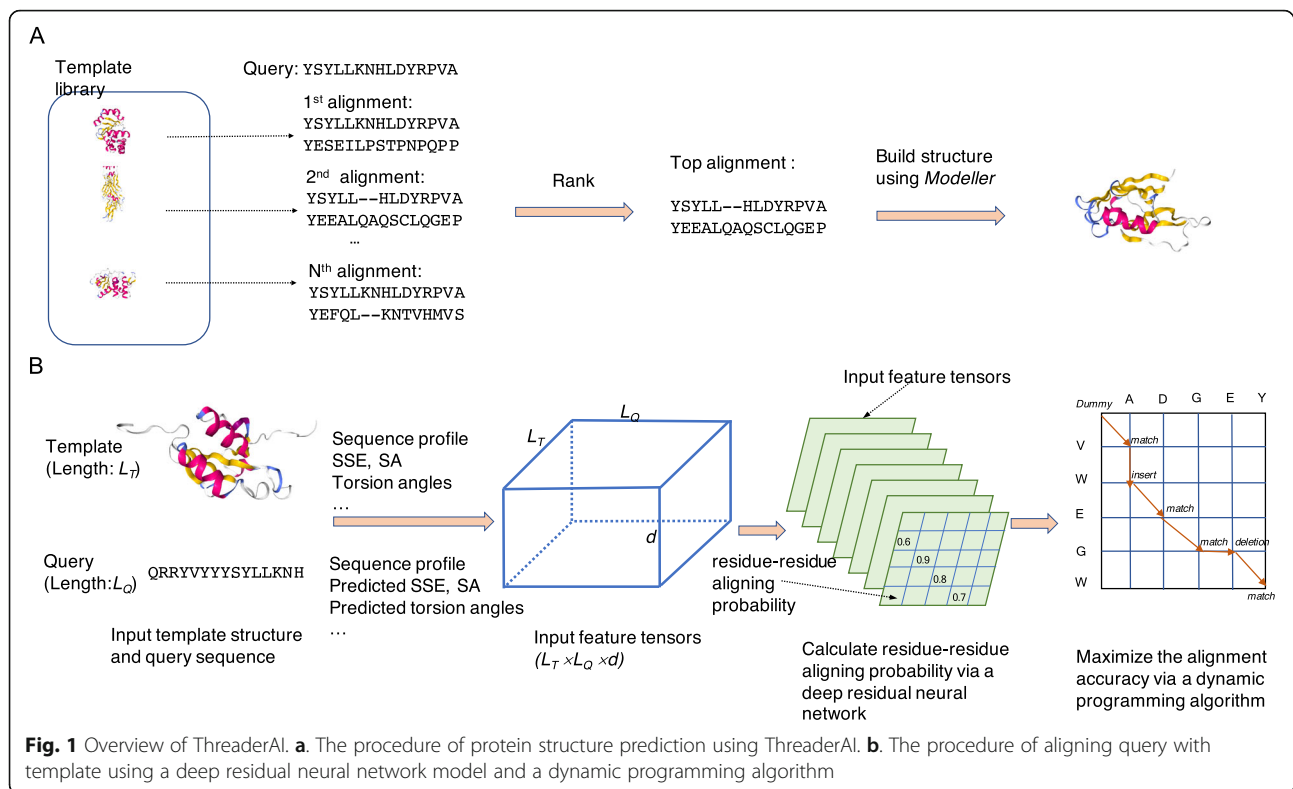 A
Template
library
Query: YSYLLKNHLDYRPVA
1st alignment:
YSYLLKNHLDYRPVA
YESEILPSTPNPQPP
2nd alignment:
YSYLL--HLDYRPVA
YEEALQAQSCLQGEP
...
Nth alignment:
YSYLLKNHLDYRPVA
YEFQL--KNTVHMVS
Rank
Top alignment :
YSYLL--HLDYRPVA
YEEALQAQSCLQGEP
Build structure
using Modeller
B
Template
(Length: LT)
Query
(Length:LQ)
QRRYVYYYSYLLKNH
Input template structure
and query sequence
Sequence profile
SSE, SA
Torsion angles
...
Sequence profile
Predicted SSE, SA
Predicted torsion angles
...
LQ
LT
d
Input feature tensors
(LT ×LQ ×d)
Input feature tensors
0.6
0.9
0.8
0.7
residue-residue
aligning
probability
Calculate residue-residue
aligning probability via a
deep residual neural
network
Dummy A D G E Y
V
W
E
G
W
match
insert
match
match
deletion
match
Maximize the alignment
accuracy via a dynamic
programming algorithm
Fig. 1 Overview of ThreaderAI. a. The procedure of protein structure prediction using ThreaderAI. b. The procedure of aligning query with
template using a deep residual neural network model and a dynamic programming algorithm